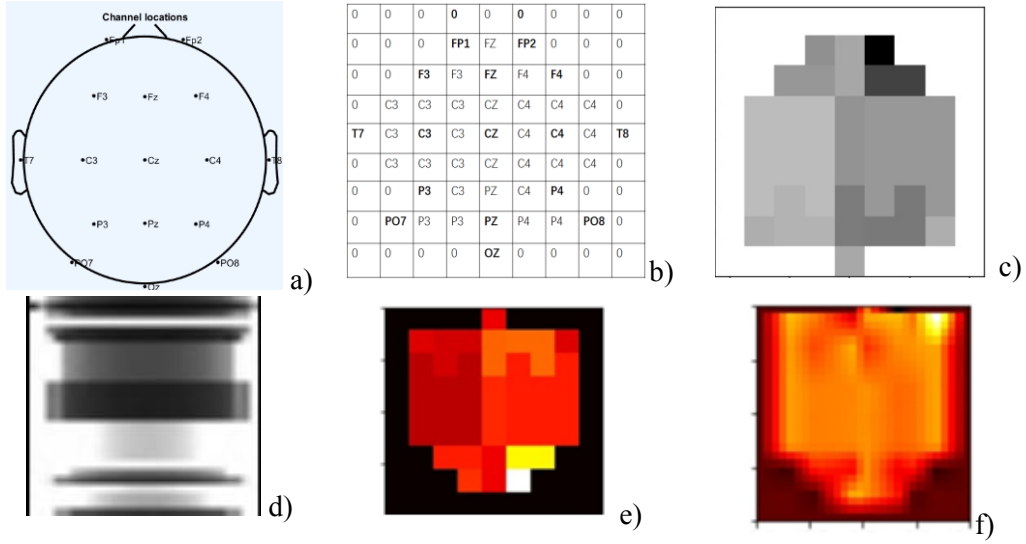 Channel locations
Fp1 Fp2
F3 Fz F4
T7 C3 Cz C4 T8
P3 Pz P4
PO7 PO8
Oz
a)
0 0 0 0 0 0 0 0 0
0 0 0 FP1 FZ FP2 0 0 0
0 0 F3 F3 FZ F4 F4 0 0
0 C3 C3 C3 CZ C4 C4 C4 0
T7 C3 C3 C3 CZ C4 C4 C4 T8
0 C3 C3 C3 CZ C4 C4 C4 0
0 0 P3 C3 PZ C4 P4 0 0
0 PO7 P3 P3 PZ P4 P4 PO8 0
0 0 0 0 OZ 0 0 0 0
b)
c)
d)
e)
f)